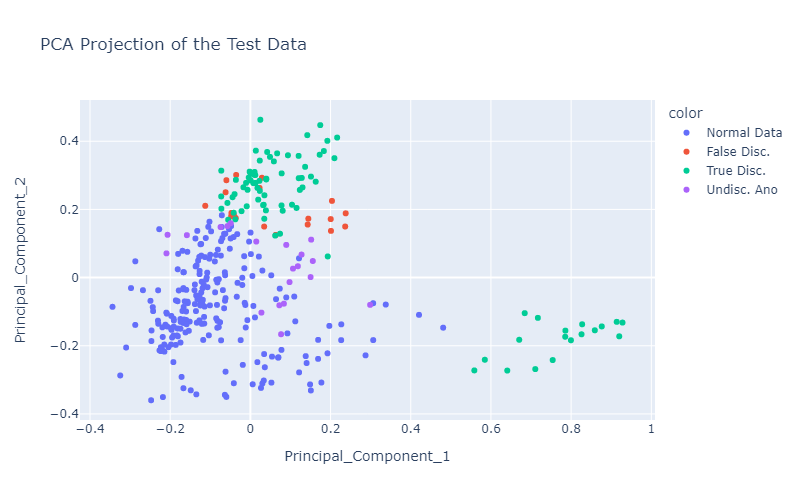 PCA Projection of the Test Data
color
Normal Data
False Disc.
True Disc.
Undisc. Ano
Principal_Component_2
0.4
0.2
0
−0.2
−0.4
−0.4
−0.2
0
0.2
0.4
0.6
0.8
1
Principal_Component_1